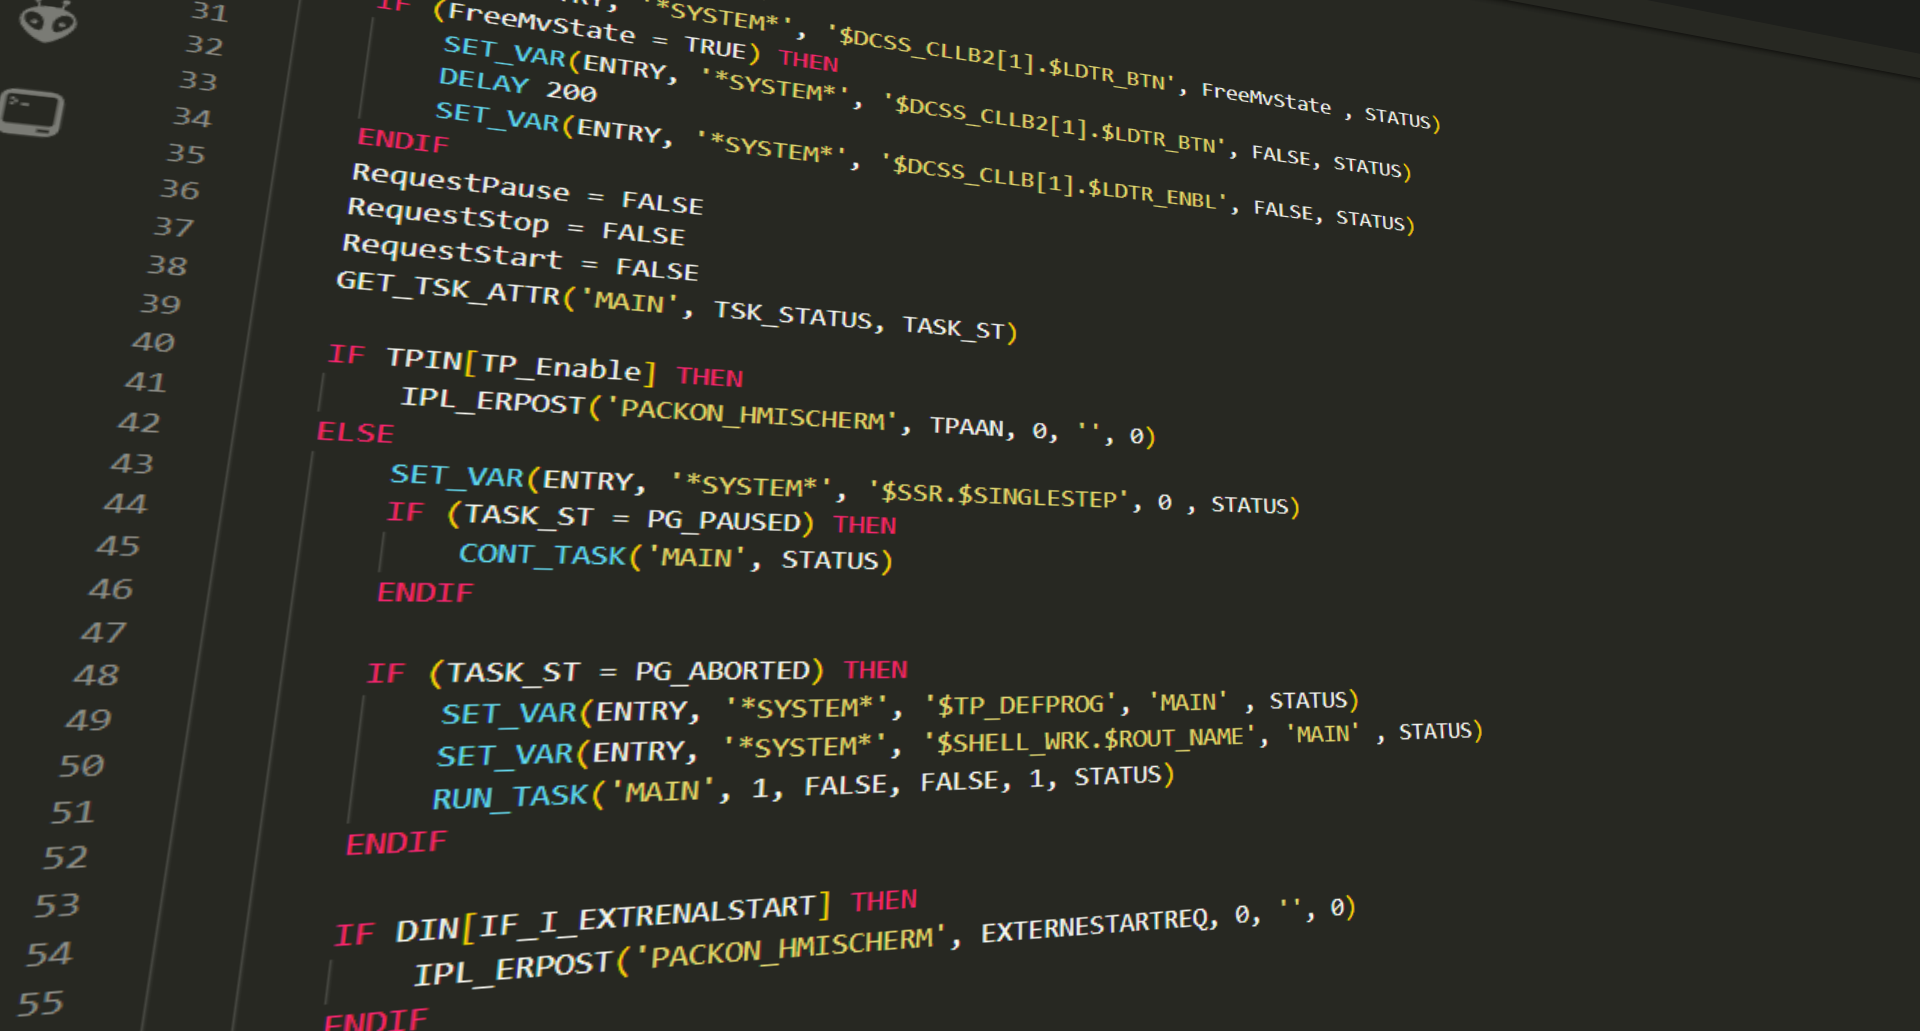 '*SYSTEM*', '$DCSS_CLLB2[1].$LDTR_BTN', FreeMvState , STATUS)
IF (FreeMvState = TRUE) THEN
31 SET_VAR(ENTRY, '*SYSTEM*', '$DCSS_CLLB2[1].$LDTR_BTN', FALSE, STATUS)
32 DELAY 200
33 SET_VAR(ENTRY, '*SYSTEM*', '$DCSS_CLLB[1].$LDTR_ENBL', FALSE, STATUS)
34 ENDIF
35 RequestPause = FALSE
36 RequestStop = FALSE
37 RequestStart = FALSE
38 GET_TSK_ATTR('MAIN', TSK_STATUS, TASK_ST)
39
40 IF TPIN[TP_Enable] THEN
41 IPL_ERPOST('PACKON_HMISCHERM', TPAAN, 0, '', 0)
42 ELSE
43 SET_VAR(ENTRY, '*SYSTEM*', '$SSR.$SINGLESTEP', 0 , STATUS)
44 IF (TASK_ST = PG_PAUSED) THEN
45 CONT_TASK('MAIN', STATUS)
46 ENDIF
47
48 IF (TASK_ST = PG_ABORTED) THEN
49 SET_VAR(ENTRY, '*SYSTEM*', '$TP_DEFPROG', 'MAIN' , STATUS)
50 SET_VAR(ENTRY, '*SYSTEM*', '$SHELL_WRK.$ROUT_NAME', 'MAIN' , STATUS)
51 RUN_TASK('MAIN', 1, FALSE, FALSE, 1, STATUS)
52 ENDIF
53
54 IF DIN[IF_I_EXTRENALSTART] THEN
55 IPL_ERPOST('PACKON_HMISCHERM', EXTERNESTARTREQ, 0, '', 0)
ENDIF